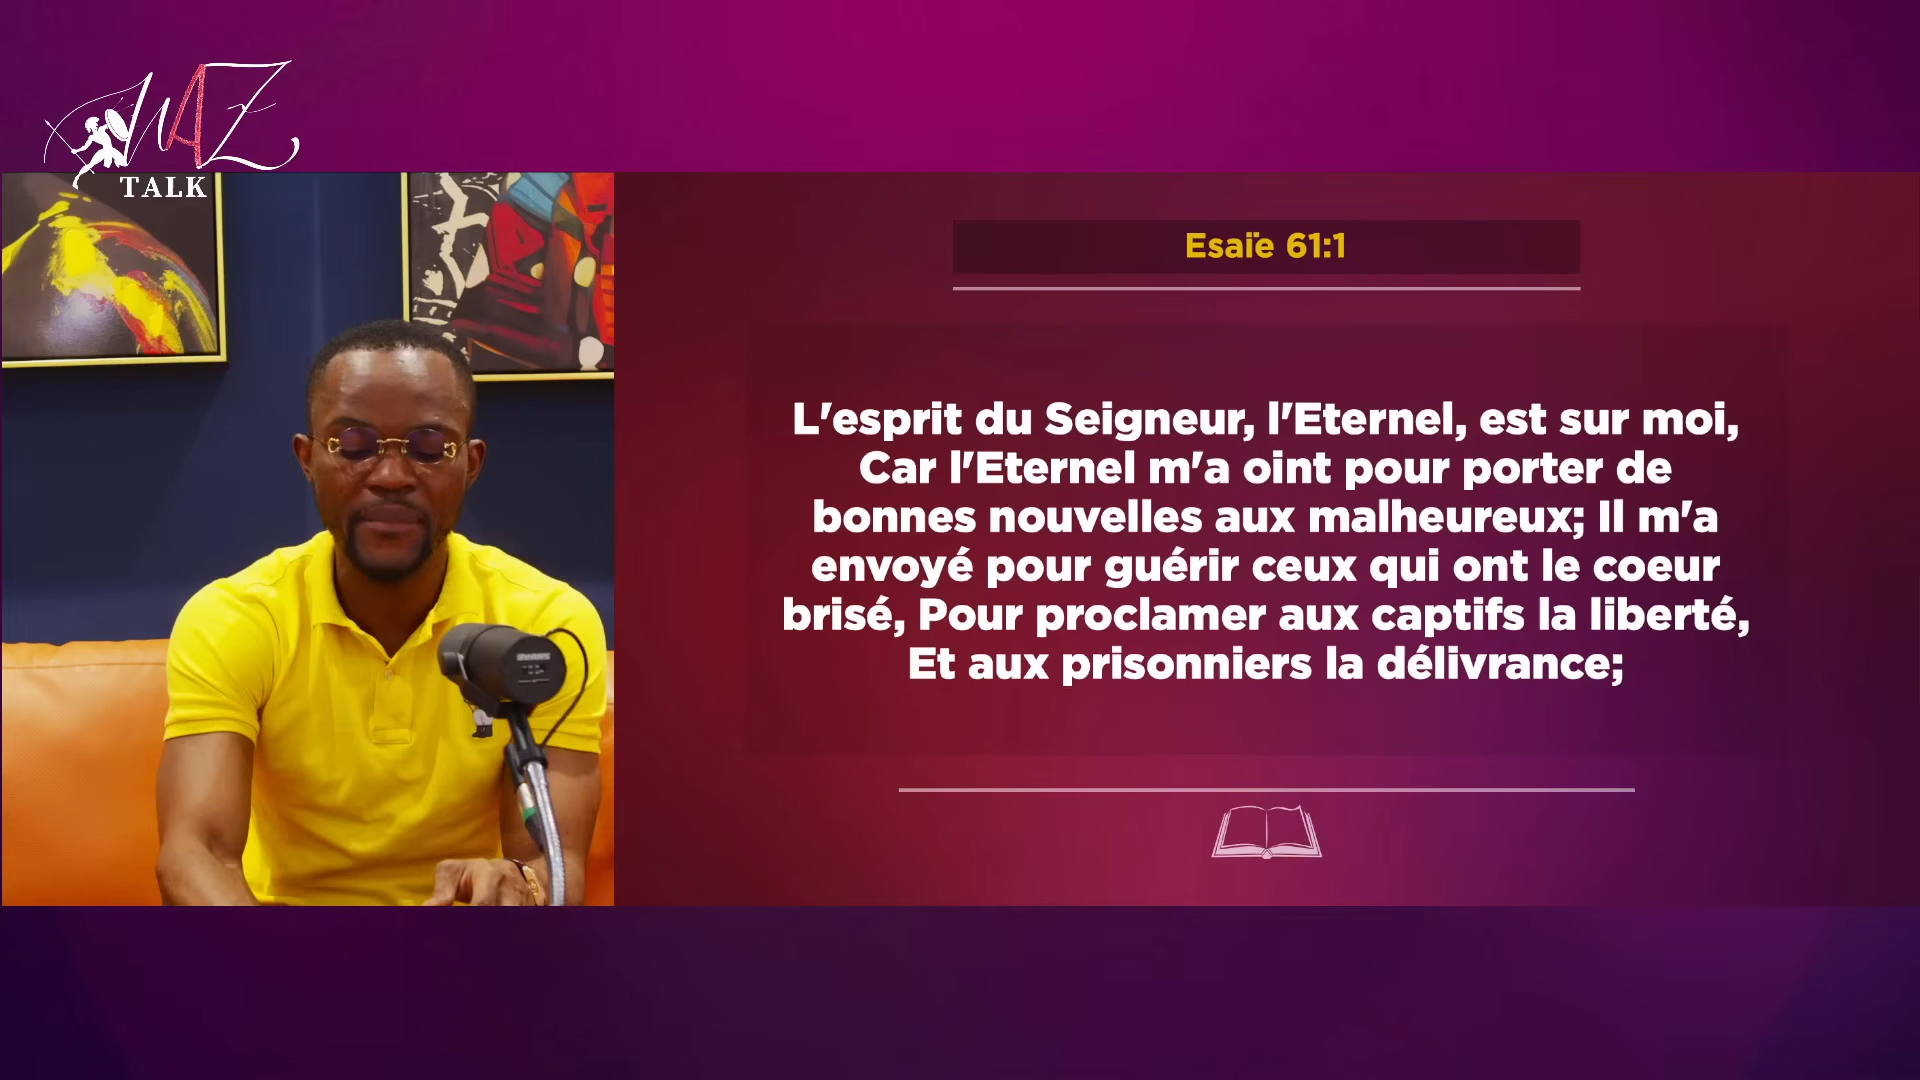 WAZ
TALK
Esaïe 61:1
L'esprit du Seigneur, l'Eternel, est sur moi,
Car l'Eternel m'a oint pour porter de
bonnes nouvelles aux malheureux; Il m'a
envoyé pour guérir ceux qui ont le coeur
brisé, Pour proclamer aux captifs la liberté,
Et aux prisonniers la délivrance;